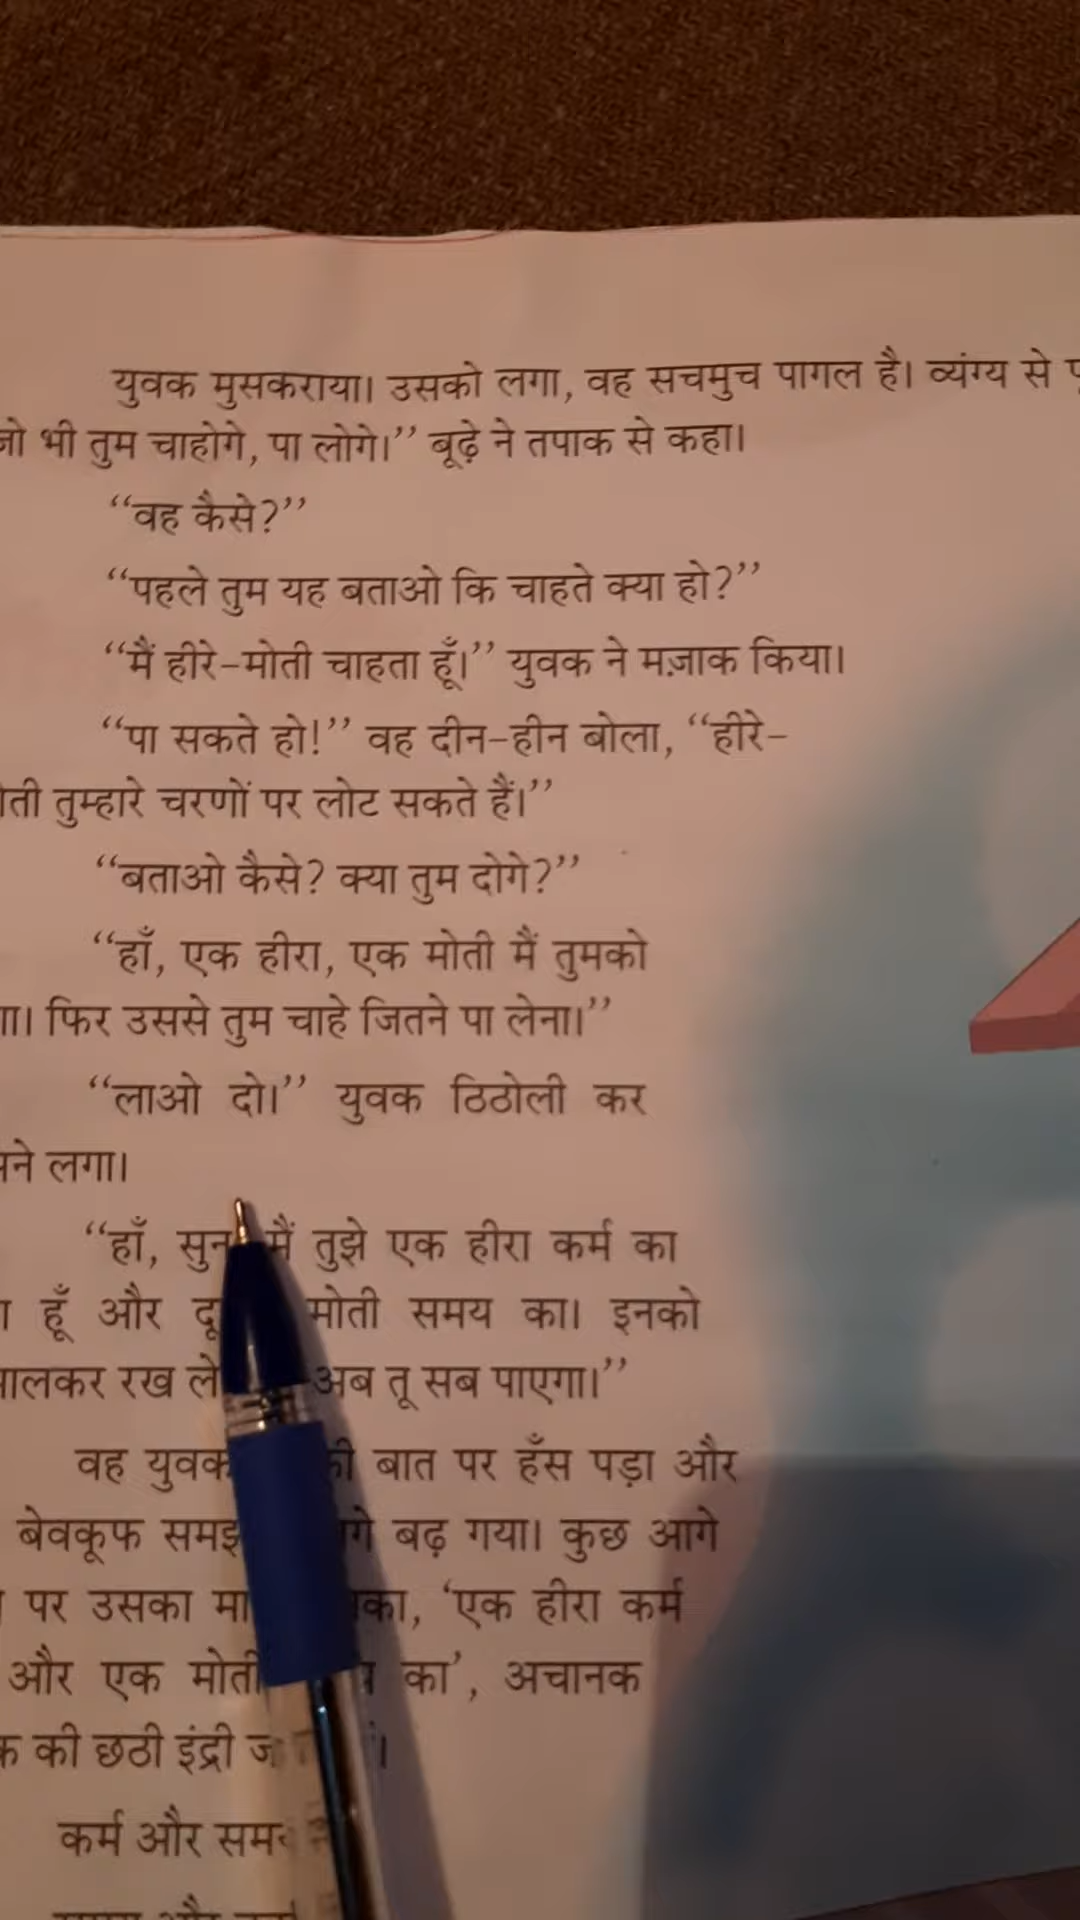 युवक मुसकराया। उसको लगा, वह सचमुच पागल है। व्यंग्य से
भी तुम चाहोगे, पा लोगे।” बूढ़े ने तपाक से कहा।
“वह कैसे?”
“पहले तुम यह बताओ कि चाहते क्या हो?”
“मैं हीरे-मोती चाहता हूँ।” युवक ने मज़ाक किया।
“पा सकते हो!” वह दीन-हीन बोला, “हीरे-
तुम्हारे चरणों पर लोट सकते हैं।”
“बताओ कैसे? क्या तुम दोगे?”
“हाँ, एक हीरा, एक मोती मैं तुमको
फिर उससे तुम चाहे जितने पा लेना।”
“लाओ दो।” युवक ठिठोली कर
लगा।
“हाँ, सुन मैं तुझे एक हीरा कर्म का
हूँ और मोती समय का। इनको
रख ले अब तू सब पाएगा।”
वह युवक बात पर हँस पड़ा और
बेवकूफ बढ़ गया। कुछ आगे
पर उसका ‘एक हीरा कर्म
और एक मोती का’, अचानक
की छठी इंद्री
कर्म और